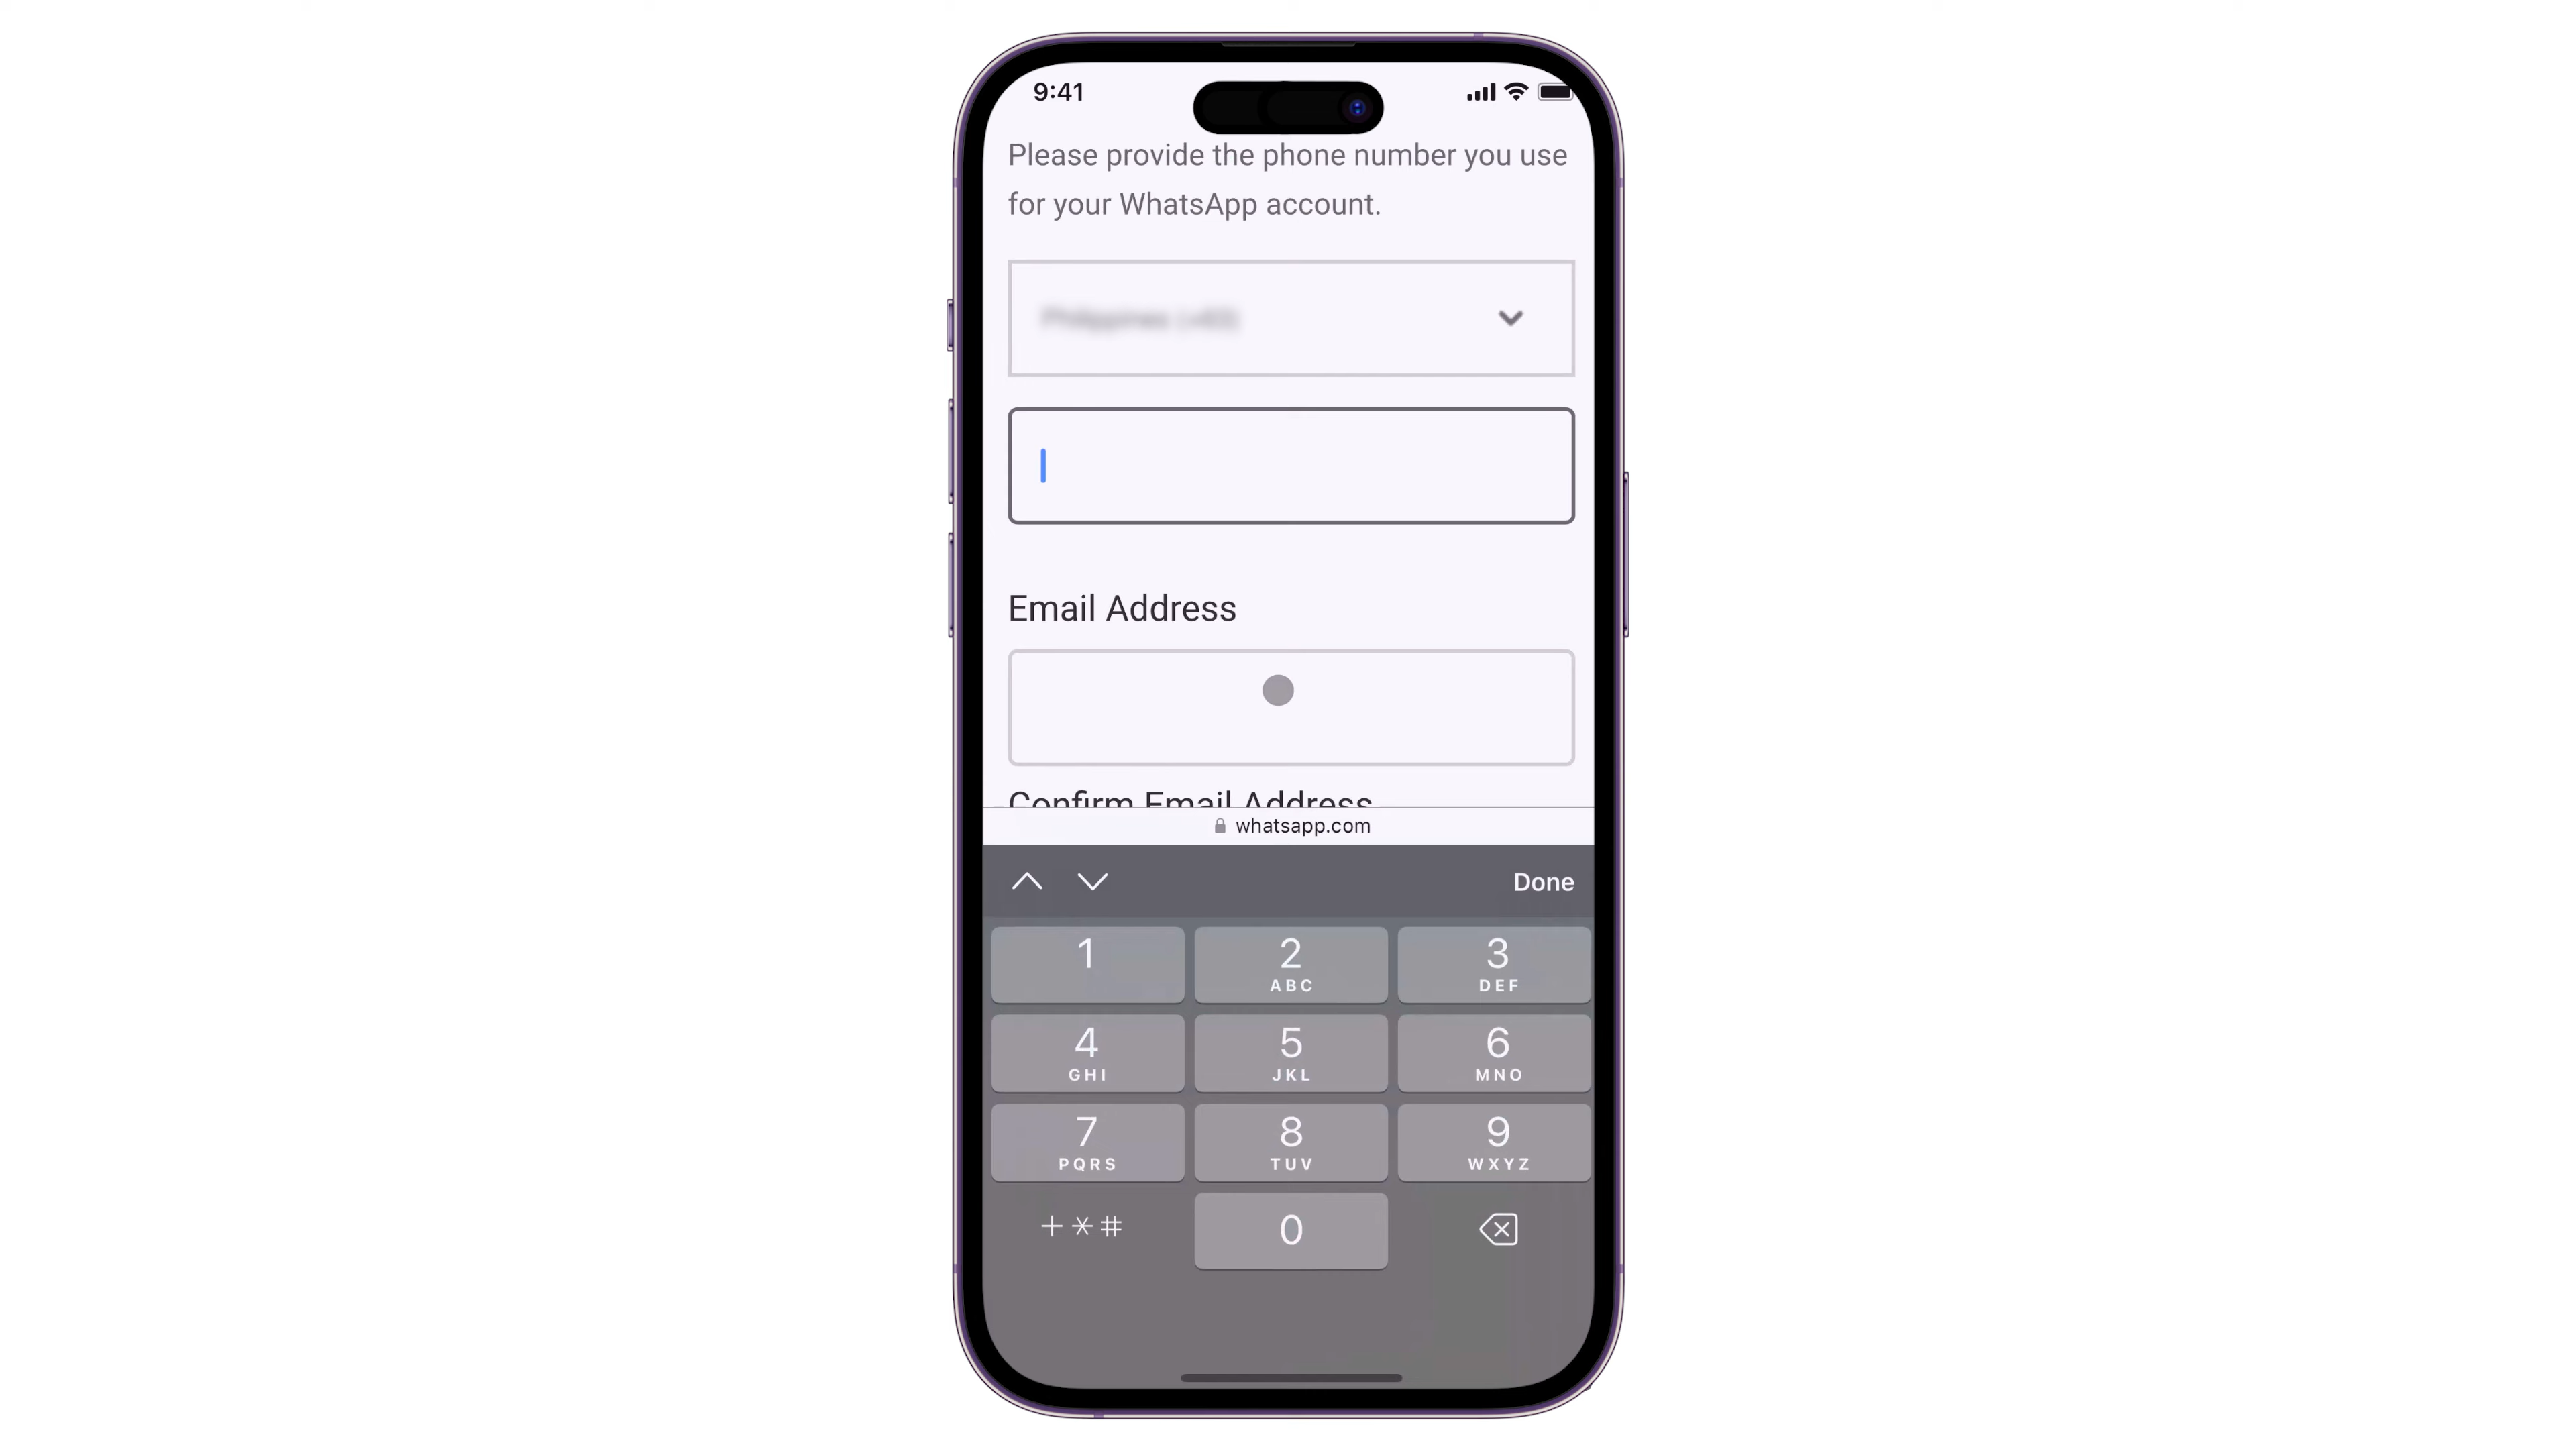 9:41
Please provide the phone number you use
for your WhatsApp account.
Philippines (+63)
Email Address
Confirm Email Address
whatsapp.com
Done
1
2
3
ABC
DEF
4
5
6
GHI
JKL
MNO
7
8
9
PQRS
TUV
WXYZ
+*#
0